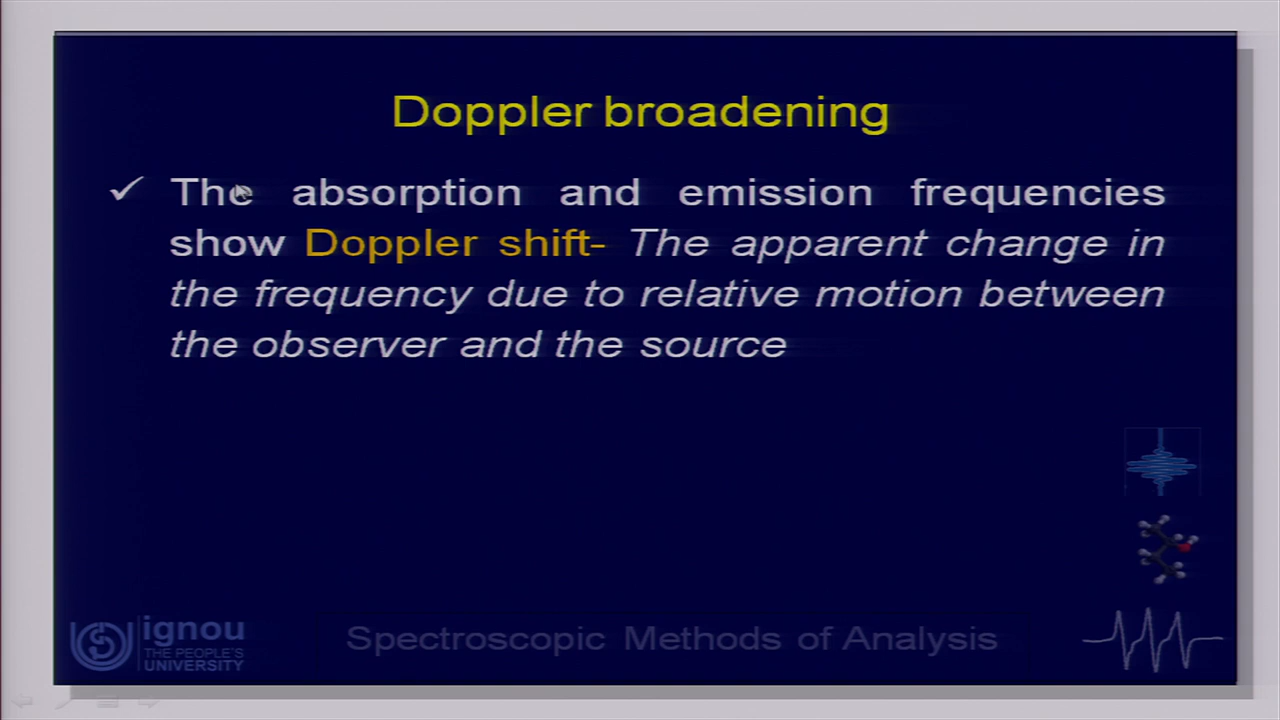 Doppler broadening
✓ The absorption and emission frequencies
show Doppler shift- The apparent change in
the frequency due to relative motion between
the observer and the source
ignou
THE PEOPLE'S
UNIVERSITY
Spectroscopic Methods of Analysis